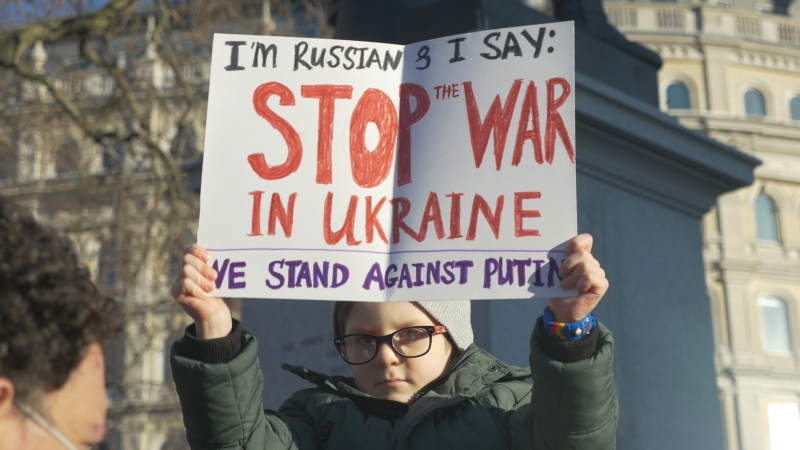 I'M RUSSIAN & I SAY:
STOP THE WAR
IN UKRAINE
WE STAND AGAINST PUTIN